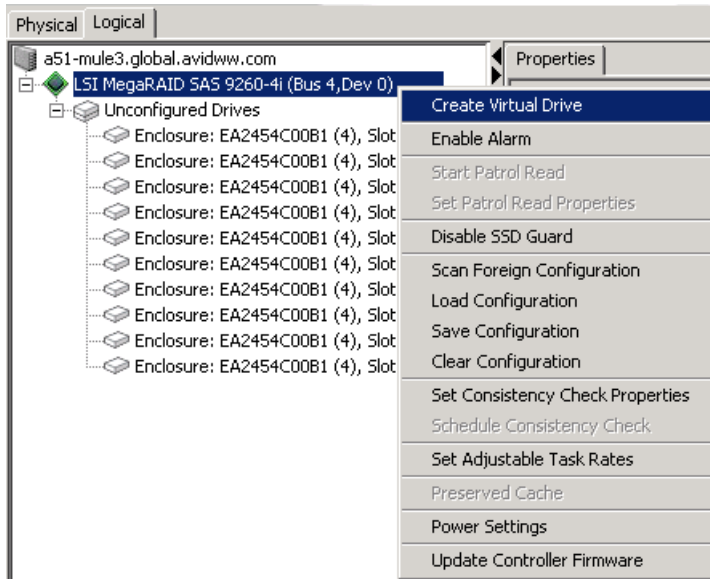 Physical Logical
a51-mule3.global.avidww.com
Properties
LSI MegaRAID SAS 9260-4i (Bus 4,Dev 0)
Unconfigured Drives
Enclosure: EA2454C00B1 (4), Slot
Enclosure: EA2454C00B1 (4), Slot
Enclosure: EA2454C00B1 (4), Slot
Enclosure: EA2454C00B1 (4), Slot
Enclosure: EA2454C00B1 (4), Slot
Enclosure: EA2454C00B1 (4), Slot
Enclosure: EA2454C00B1 (4), Slot
Enclosure: EA2454C00B1 (4), Slot
Enclosure: EA2454C00B1 (4), Slot
Enclosure: EA2454C00B1 (4), Slot
Create Virtual Drive
Enable Alarm
Start Patrol Read
Set Patrol Read Properties
Disable SSD Guard
Scan Foreign Configuration
Load Configuration
Save Configuration
Clear Configuration
Set Consistency Check Properties
Schedule Consistency Check
Set Adjustable Task Rates
Preserved Cache
Power Settings
Update Controller Firmware